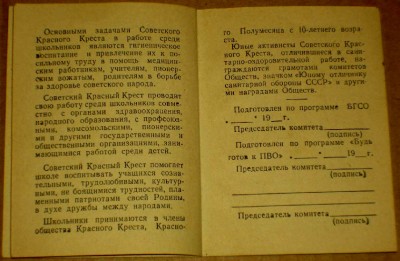 Основными задачами Советского
Красного Креста в работе среди
школьников являются гигиеническое
воспитание и привлечение их к по-
сильному труду в помощь медицин-
ским работникам, учителям, пионер-
ским вожатым, родителям в борьбе
за здоровье советского народа.
Советский Красный Крест проводит
свою работу среди школьников совме-
стно с органами здравоохранения,
народного образования, с профсоюз-
ными, комсомольскими, пионерски-
ми и другими государственными и
общественными организациями, зани-
мающимися работой среди детей.
Советский Красный Крест помогает
школе воспитывать учащихся созна-
тельными, трудолюбивыми, культур-
ными, не боящимися трудностей, пла-
менными патриотами своей Родины,
в духе дружбы между народами.
Школьники принимаются в члены
общества Красного Креста, Красно-
го Полумесяца с 10-летнего возра-
ста.
Юные активисты Советского Крас-
ного Креста, отличившиеся в сани-
тарно-оздоровительной работе, на-
граждаются грамотами комитетов
Обществ, значком «Юному отличнику
санитарной обороны СССР» и други-
ми наградами Обществ.
Подготовлен по программе БГСО
„ “ 19 г.
Председатель комитета
(подпись)
Подготовлен по программе «Будь
готов к ПВО» „ “ 19 г.
Председатель комитета
(подпись)
Председатель комитета
(подпись)